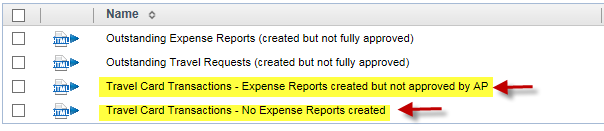 Name
Outstanding Expense Reports (created but not fully approved)
Outstanding Travel Requests (created but not fully approved)
Travel Card Transactions - Expense Reports created but not approved by AP
Travel Card Transactions - No Expense Reports created